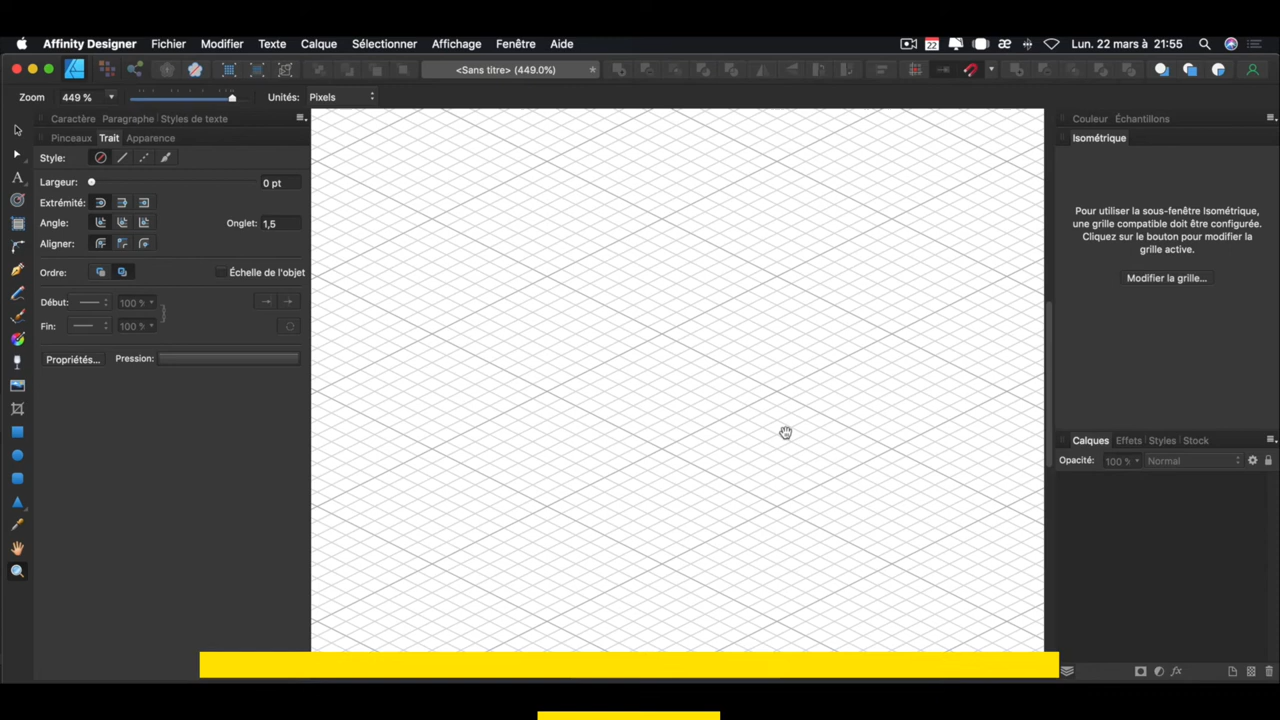 Affinity Designer Fichier Modifier Texte Calque Sélectionner Affichage Fenêtre Aide 22 æ Lun. 22 mars à 21:55
<Sans titre> (449.0%)
Zoom 449 % Unités: Pixels
Caractère Paragraphe Styles de texte
Pinceaux Trait Apparence
Style:
Largeur: 0 pt
Extrémité:
Angle: Onglet: 1,5
Aligner:
Ordre: Échelle de l'objet
Début: 100 %
Fin: 100 %
Propriétés... Pression:
Couleur Échantillons
Isométrique
Pour utiliser la sous-fenêtre Isométrique,
une grille compatible doit être configurée.
Cliquez sur le bouton pour modifier la
grille active.
Modifier la grille...
Calques Effets Styles Stock
Opacité: 100 % Normal
fx